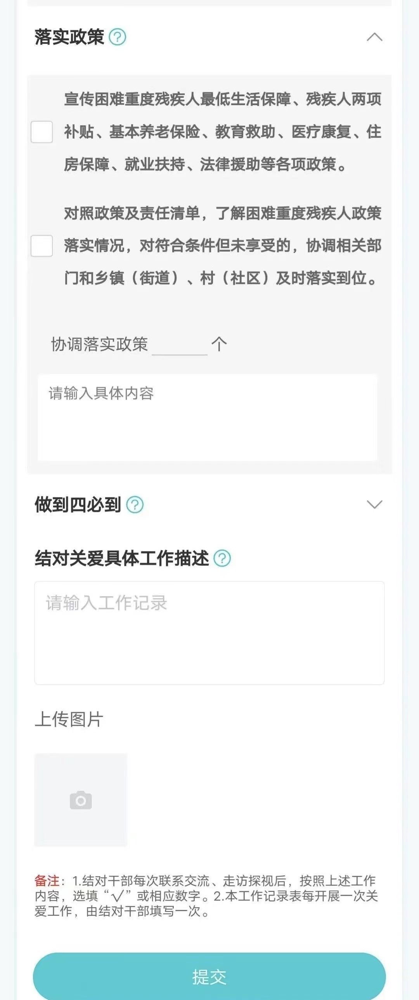 落实政策?
宣传困难重度残疾人最低生活保障、残疾人两项
补贴、基本养老保险、教育救助、医疗康复、住
房保障、就业扶持、法律援助等各项政策。
对照政策及责任清单，了解困难重度残疾人政策
落实情况，对符合条件但未享受的，协调相关部
门和乡镇（街道）、村（社区）及时落实到位。
协调落实政策 个
请输入具体内容
做到四必到?
结对关爱具体工作描述?
请输入工作记录
上传图片
备注：1.结对干部每次联系交流、走访探视后，按照上述工作
内容，选填“√”或相应数字。2.本工作记录表每开展一次关
爱工作，由结对干部填写一次。
提交